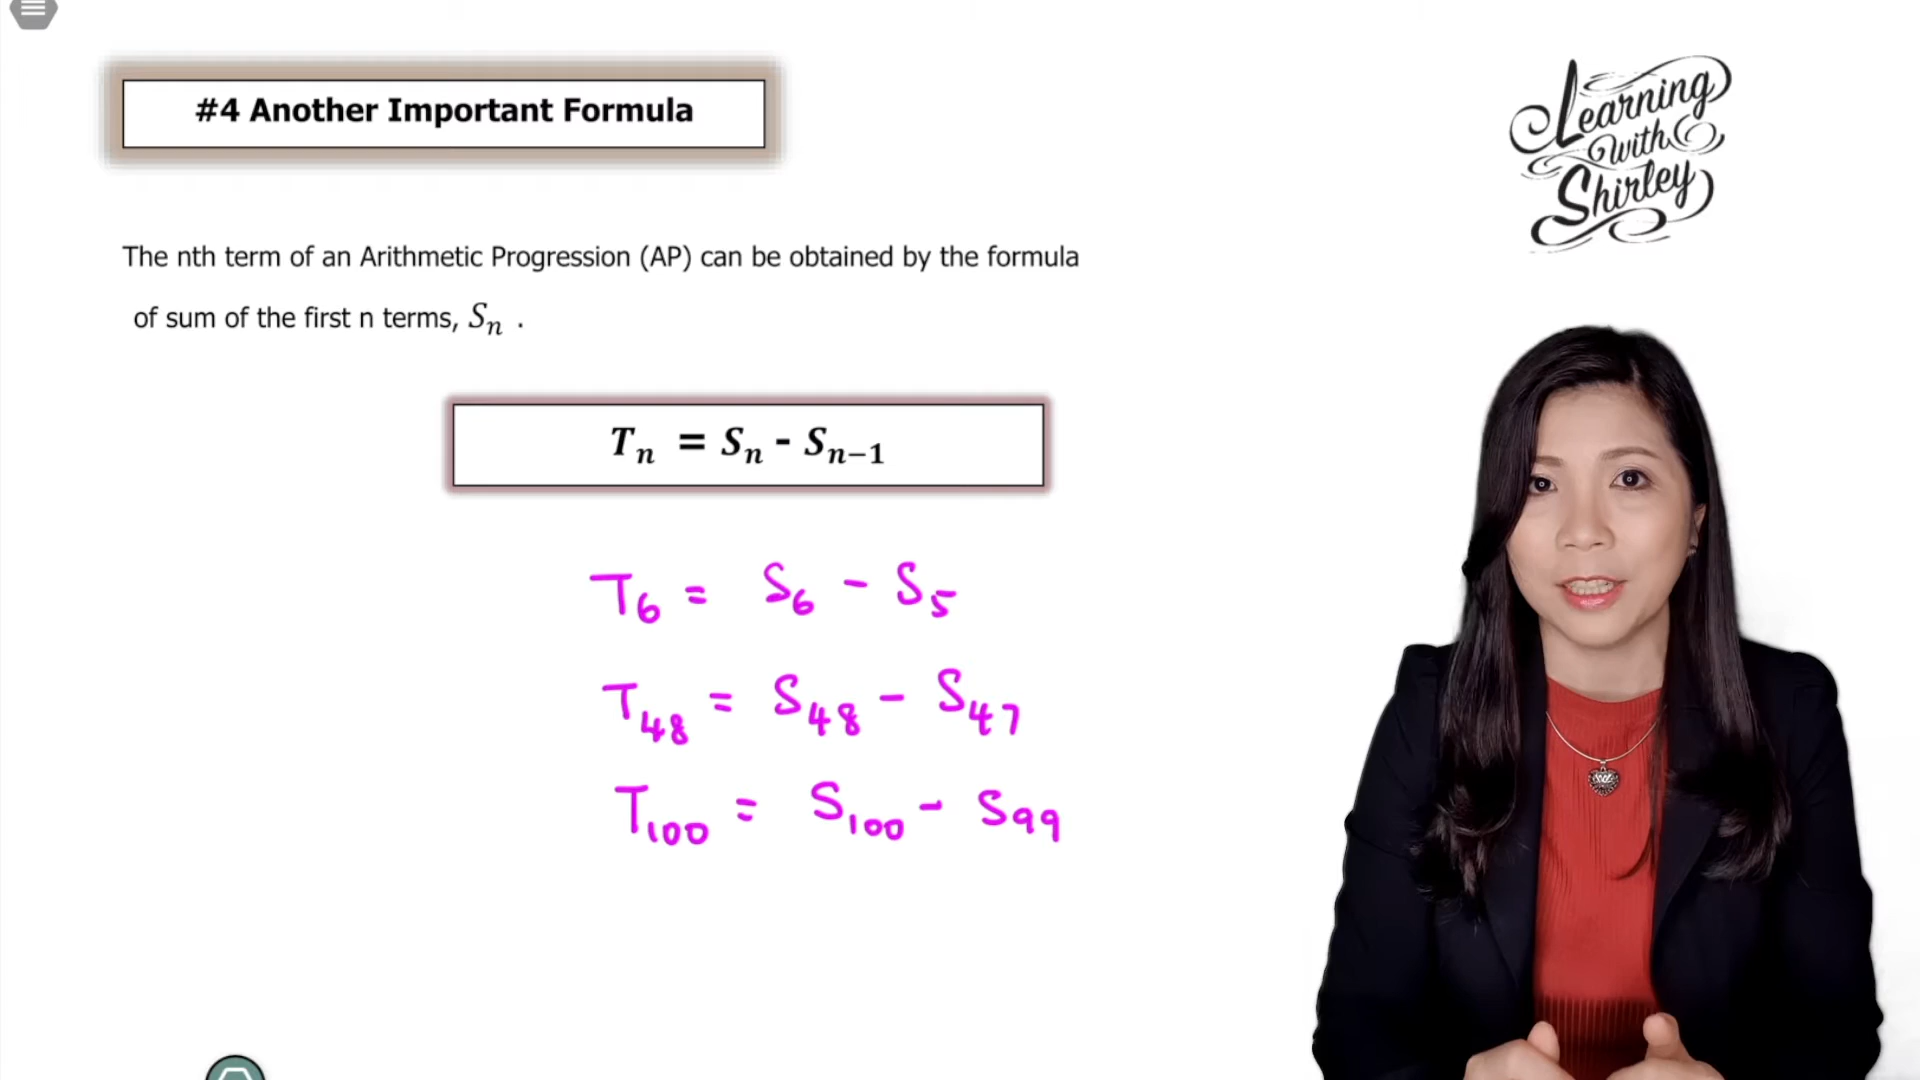 #4 Another Important Formula
Learning
with
Shirley
The nth term of an Arithmetic Progression (AP) can be obtained by the formula
of sum of the first n terms, Sₙ .
Tₙ = Sₙ - Sₙ₋₁
T₆ = S₆ - S₅
T₄₈ = S₄₈ - S₄₇
T₁₀₀ = S₁₀₀ - S₉₉